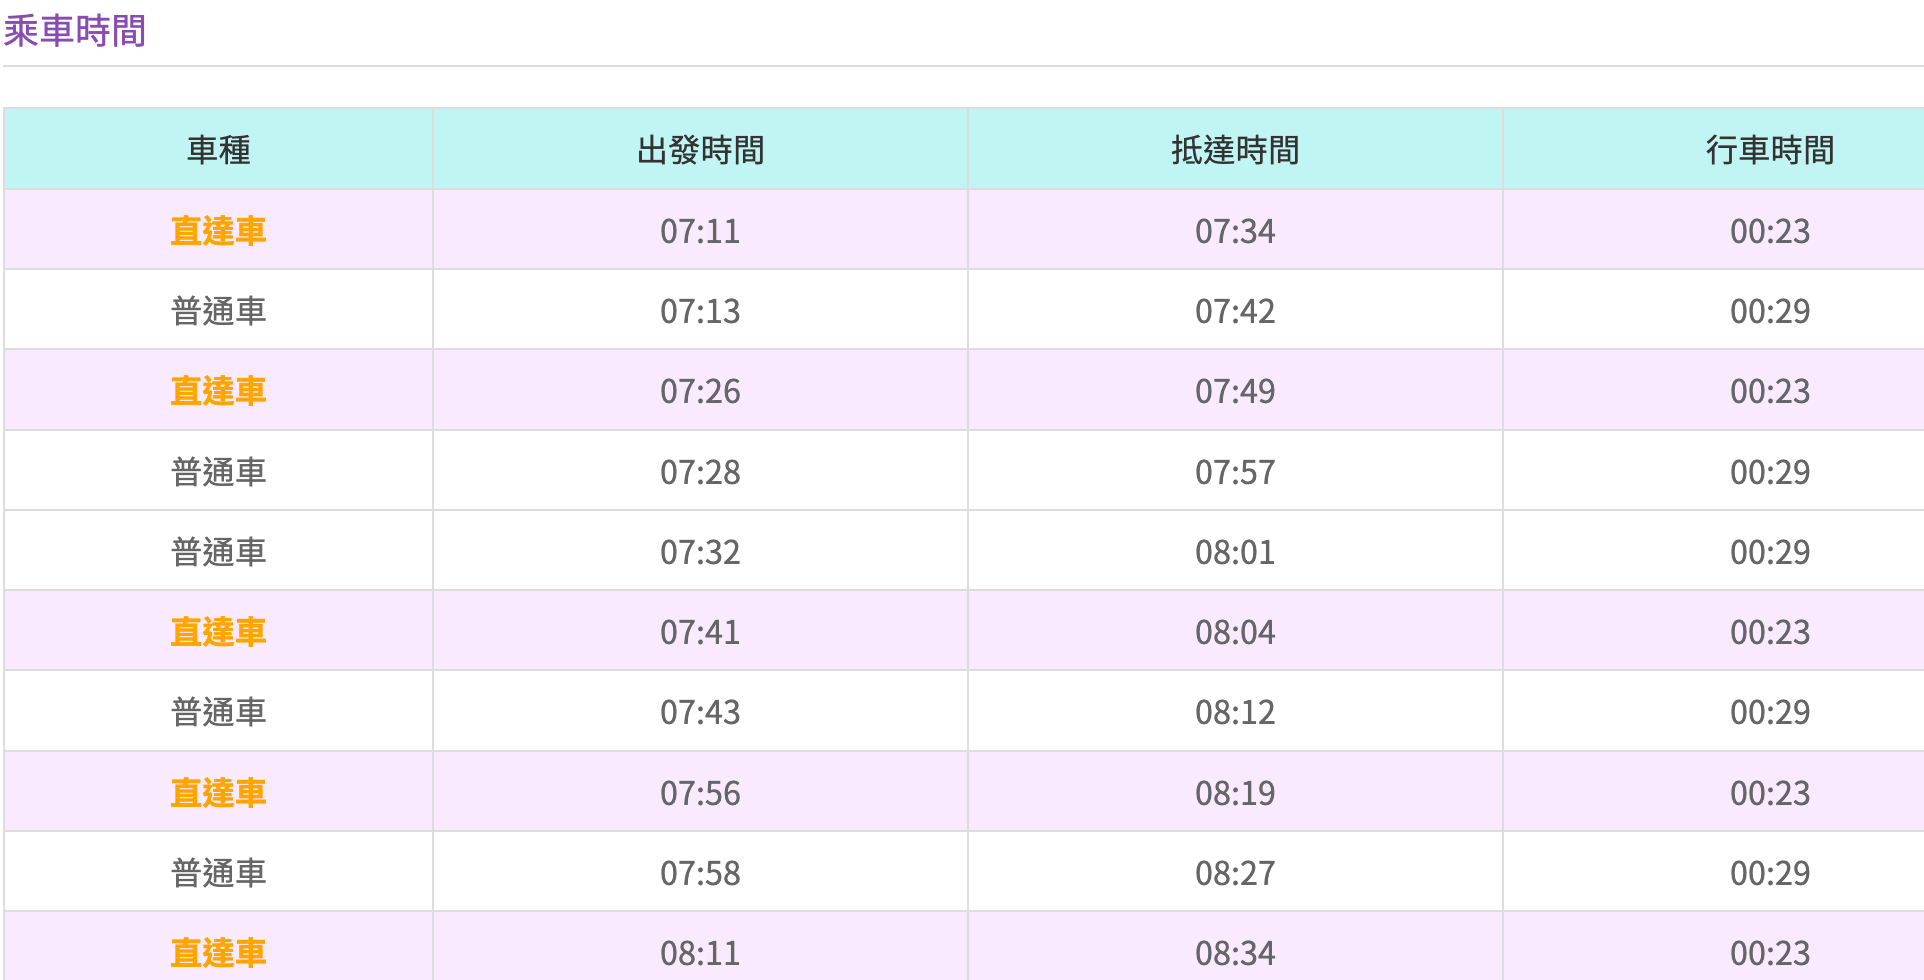 乘車時間
車種 出發時間 抵達時間 行車時間
直達車 07:11 07:34 00:23
普通車 07:13 07:42 00:29
直達車 07:26 07:49 00:23
普通車 07:28 07:57 00:29
普通車 07:32 08:01 00:29
直達車 07:41 08:04 00:23
普通車 07:43 08:12 00:29
直達車 07:56 08:19 00:23
普通車 07:58 08:27 00:29
直達車 08:11 08:34 00:23